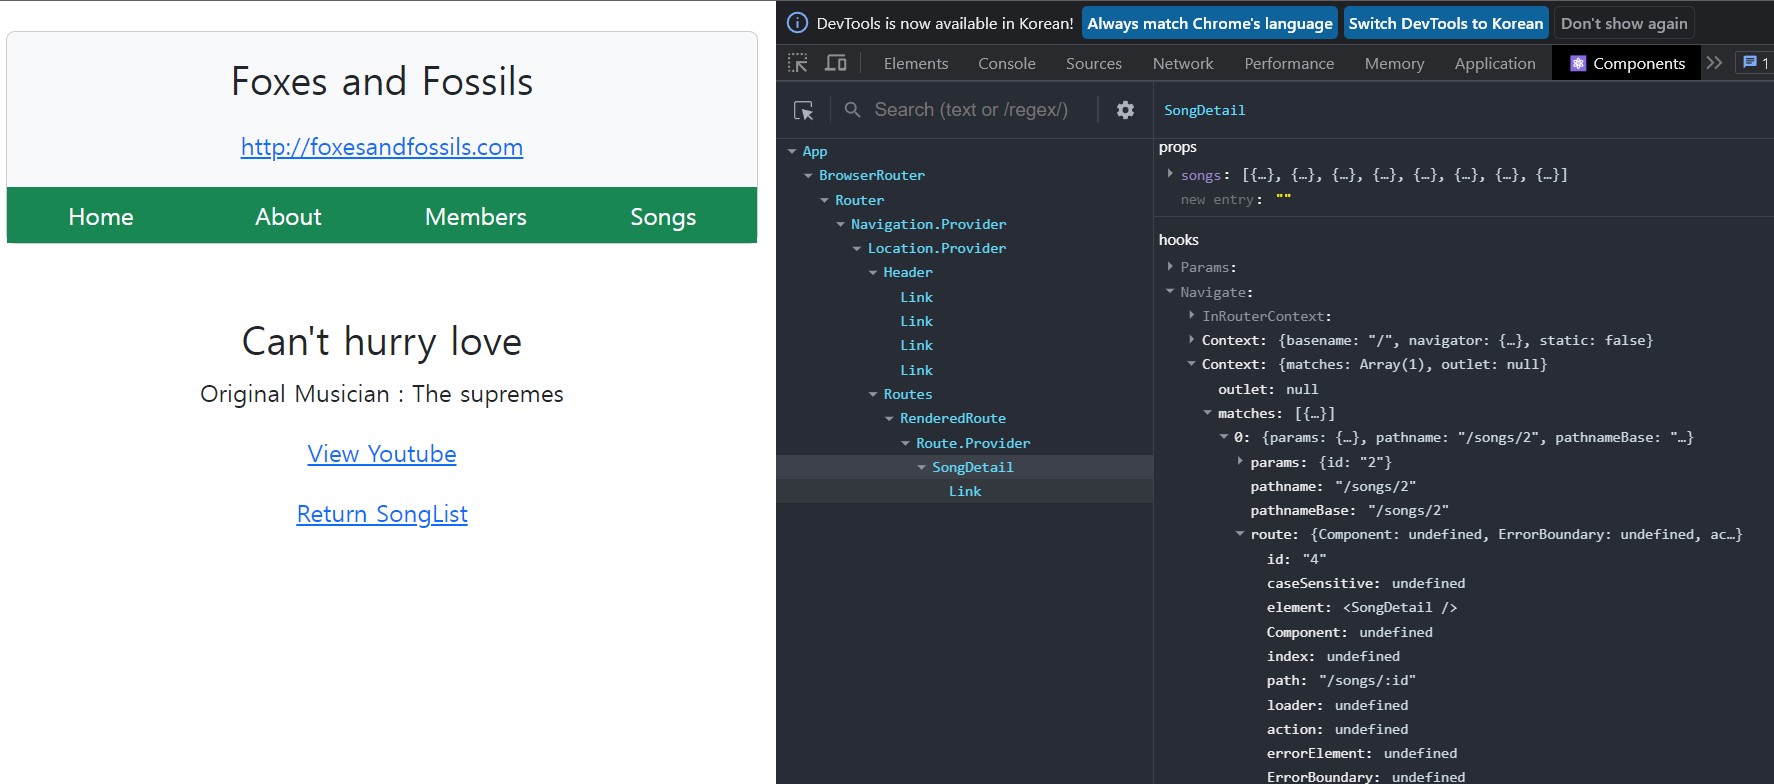 Foxes and Fossils
http://foxesandfossils.com
Home About Members Songs
Can't hurry love
Original Musician : The supremes
View Youtube
Return SongList
DevTools is now available in Korean! Always match Chrome's language Switch DevTools to Korean Don't show again
Elements Console Sources Network Performance Memory Application Components 1
Search (text or /regex/)
App
BrowserRouter
Router
Navigation.Provider
Location.Provider
Header
Link
Link
Link
Link
Routes
RenderedRoute
Route.Provider
SongDetail
Link
SongDetail
props
songs: [{…}, {…}, {…}, {…}, {…}, {…}, {…}, {…}]
new entry: ""
hooks
Params:
Navigate:
InRouterContext:
Context: {basename: "/", navigator: {…}, static: false}
Context: {matches: Array(1), outlet: null}
outlet: null
matches: [{…}]
0: {params: {…}, pathname: "/songs/2", pathnameBase: "…}
params: {id: "2"}
pathname: "/songs/2"
pathnameBase: "/songs/2"
route: {Component: undefined, ErrorBoundary: undefined, ac…}
id: "4"
caseSensitive: undefined
element: <SongDetail />
Component: undefined
index: undefined
path: "/songs/:id"
loader: undefined
action: undefined
errorElement: undefined
ErrorBoundary: undefined